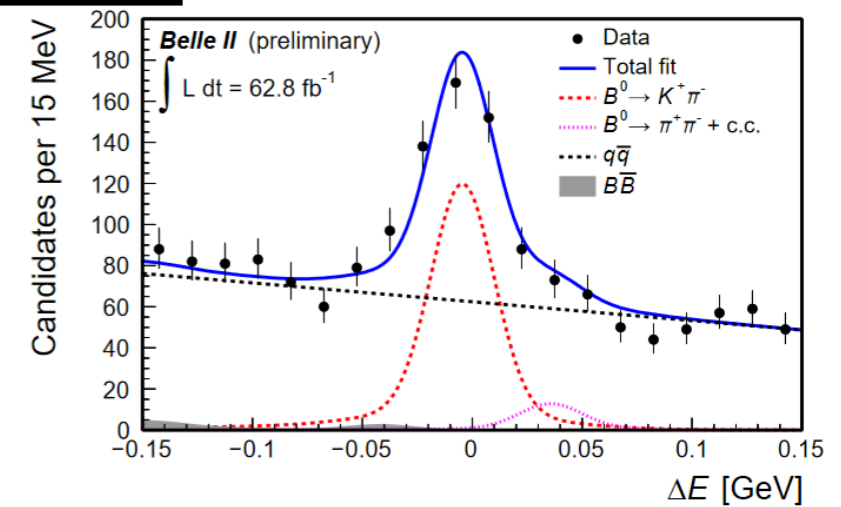 Belle II (preliminary)
∫ L dt = 62.8 fb⁻¹
Data
Total fit
B⁰→ K⁺π⁻
B⁰→ π⁺π⁻ + c.c.
qq̅
BB̅
Candidates per 15 MeV
200
180
160
140
120
100
80
60
40
20
0
−0.15
−0.1
−0.05
0
0.05
0.1
0.15
ΔE [GeV]